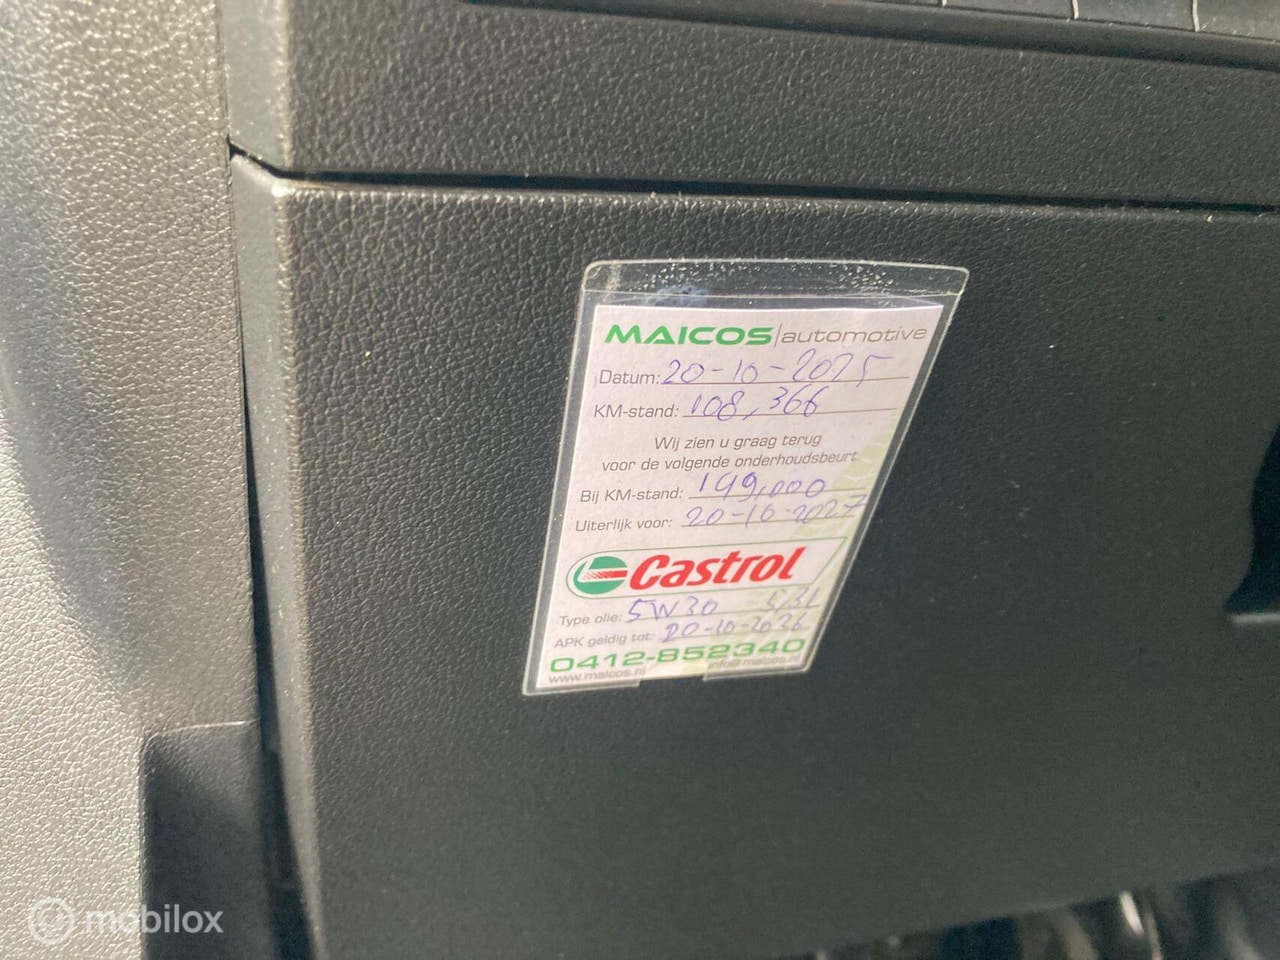 MAICOS|automotive
Datum: 20-10-2025
KM-stand: 108,366
Wij zien u graag terug
voor de volgende onderhoudsbeurt
Bij KM-stand: 199,000
Uiterlijk voor: 20-10-2027
Castrol
Type olie: 5W30
APK geldig tot: 20-10-2026
0412-852340
www.maicos.nl info@maicos.nl
mobilox